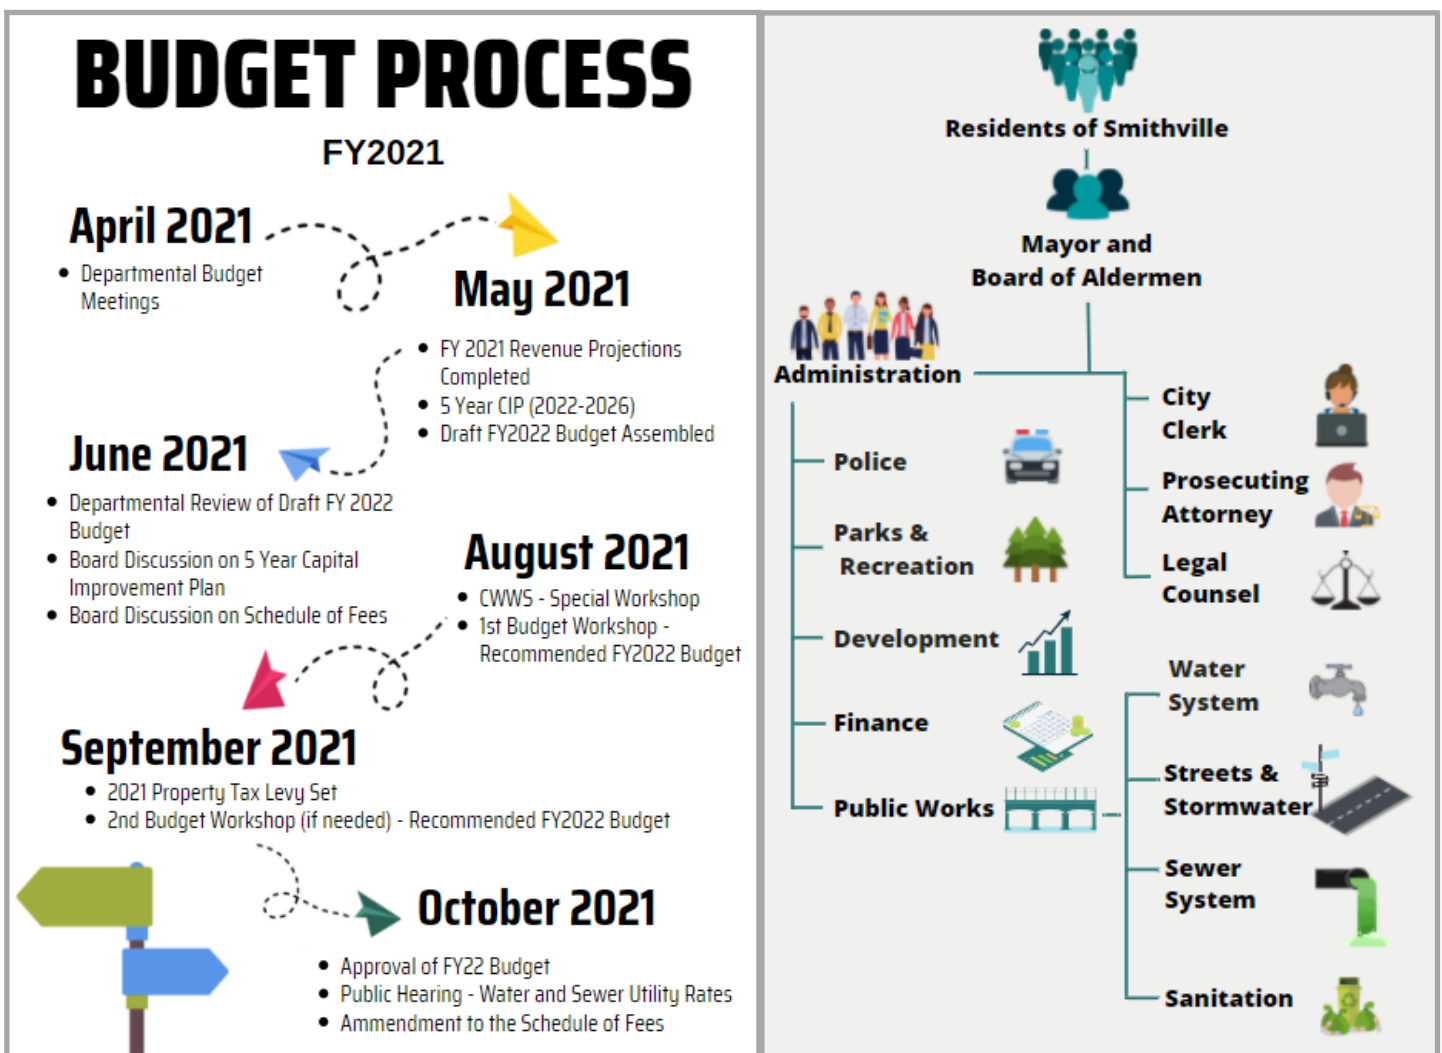 BUDGET PROCESS
FY2021
April 2021
Departmental Budget
Meetings
May 2021
FY 2021 Revenue Projections
Completed
5 Year CIP (2022-2026)
Draft FY2022 Budget Assembled
June 2021
Departmental Review of Draft FY 2022
Budget
Board Discussion on 5 Year Capital
Improvement Plan
Board Discussion on Schedule of Fees
August 2021
CWWS - Special Workshop
1st Budget Workshop -
Recommended FY2022 Budget
September 2021
2021 Property Tax Levy Set
2nd Budget Workshop (if needed) - Recommended FY2022 Budget
October 2021
Approval of FY22 Budget
Public Hearing - Water and Sewer Utility Rates
Ammendment to the Schedule of Fees
Residents of Smithville
Mayor and
Board of Aldermen
Administration
Police
Parks &
Recreation
Development
Finance
Public Works
City
Clerk
Prosecuting
Attorney
Legal
Counsel
Water
System
Streets &
Stormwater
Sewer
System
Sanitation